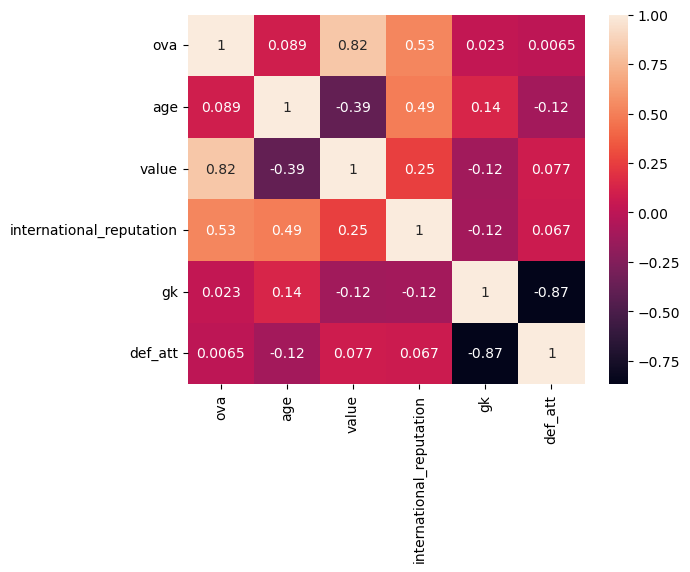 ova 1 0.089 0.82 0.53 0.023 0.0065
age 0.089 1 -0.39 0.49 0.14 -0.12
value 0.82 -0.39 1 0.25 -0.12 0.077
international_reputation 0.53 0.49 0.25 1 -0.12 0.067
gk 0.023 0.14 -0.12 -0.12 1 -0.87
def_att 0.0065 -0.12 0.077 0.067 -0.87 1
ova age value international_reputation gk def_att
1.00
0.75
0.50
0.25
0.00
−0.25
−0.50
−0.75